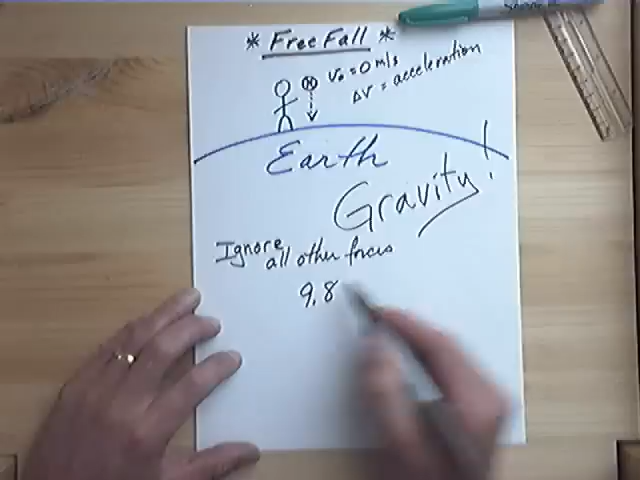 * Free Fall *
V₀ = 0 m/s
ΔV = acceleration
Earth
Gravity!
Ignore
all other forces
9.8